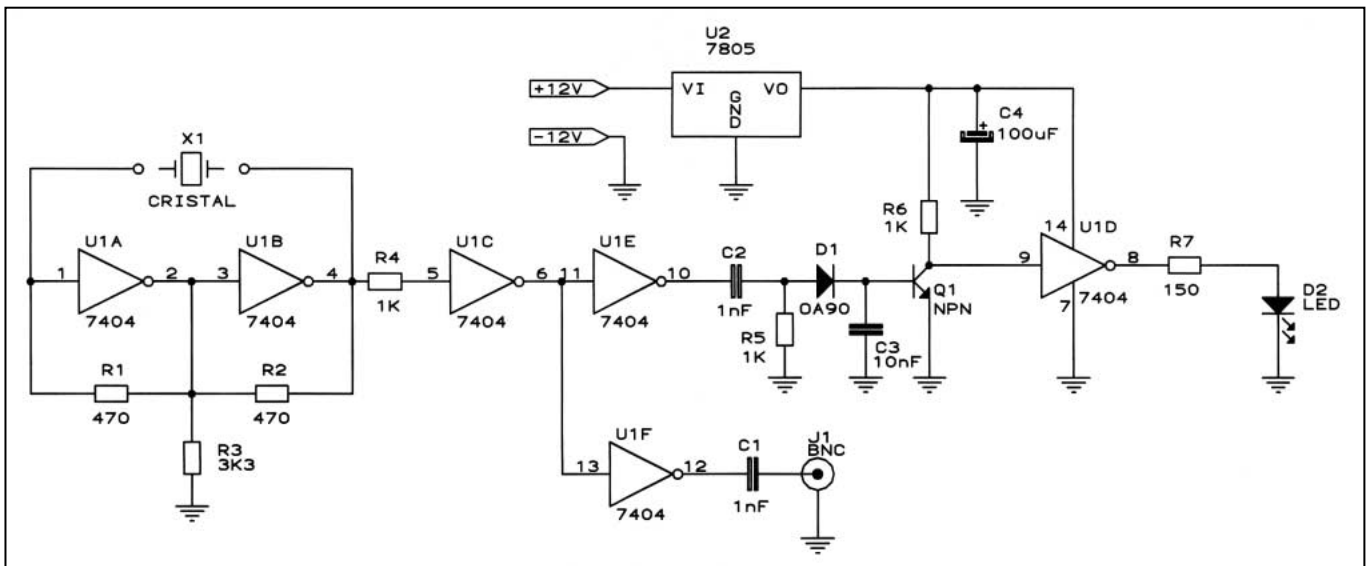 U2
7805
+12V
VI
GND
VO
-12V
C4
+
100uF
X1
CRISTAL
R6
1K
14
U1D
R7
U1A
U1B
R4
U1C
U1E
C2
D1
1
2
3
4
5
6
11
10
9
8
Q1
NPN
7404
150
D2
LED
7404
7404
1K
7404
7404
1nF
OA90
7
R5
1K
C3
10nF
R1
470
R2
470
R3
3K3
U1F
C1
J1
BNC
13
12
7404
1nF